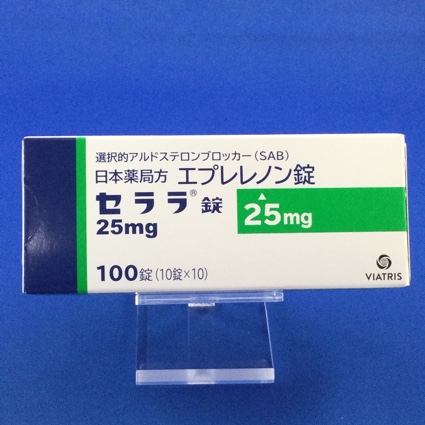 選択的アルドステロンブロッカー(SAB)
日本薬局方 エプレレノン錠
セララ®錠
25mg
25mg
100錠(10錠×10)
VIATRIS